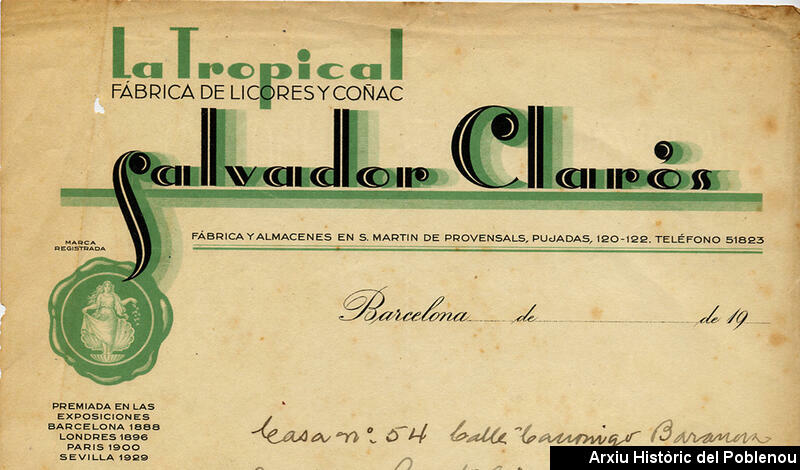 La Tropical
FÁBRICA DE LICORES Y COÑAC
Salvador Clarós
FÁBRICA Y ALMACENES EN S. MARTIN DE PROVENSALS, PUJADAS, 120-122. TELÉFONO 51823
MARCA
REGISTRADA
Barcelona de de 19
PREMIADA EN LAS
EXPOSICIONES
BARCELONA 1888
LONDRES 1896
PARIS 1900
SEVILLA 1929
Casa nº. 54 Calle
Arxiu Històric del Poblenou